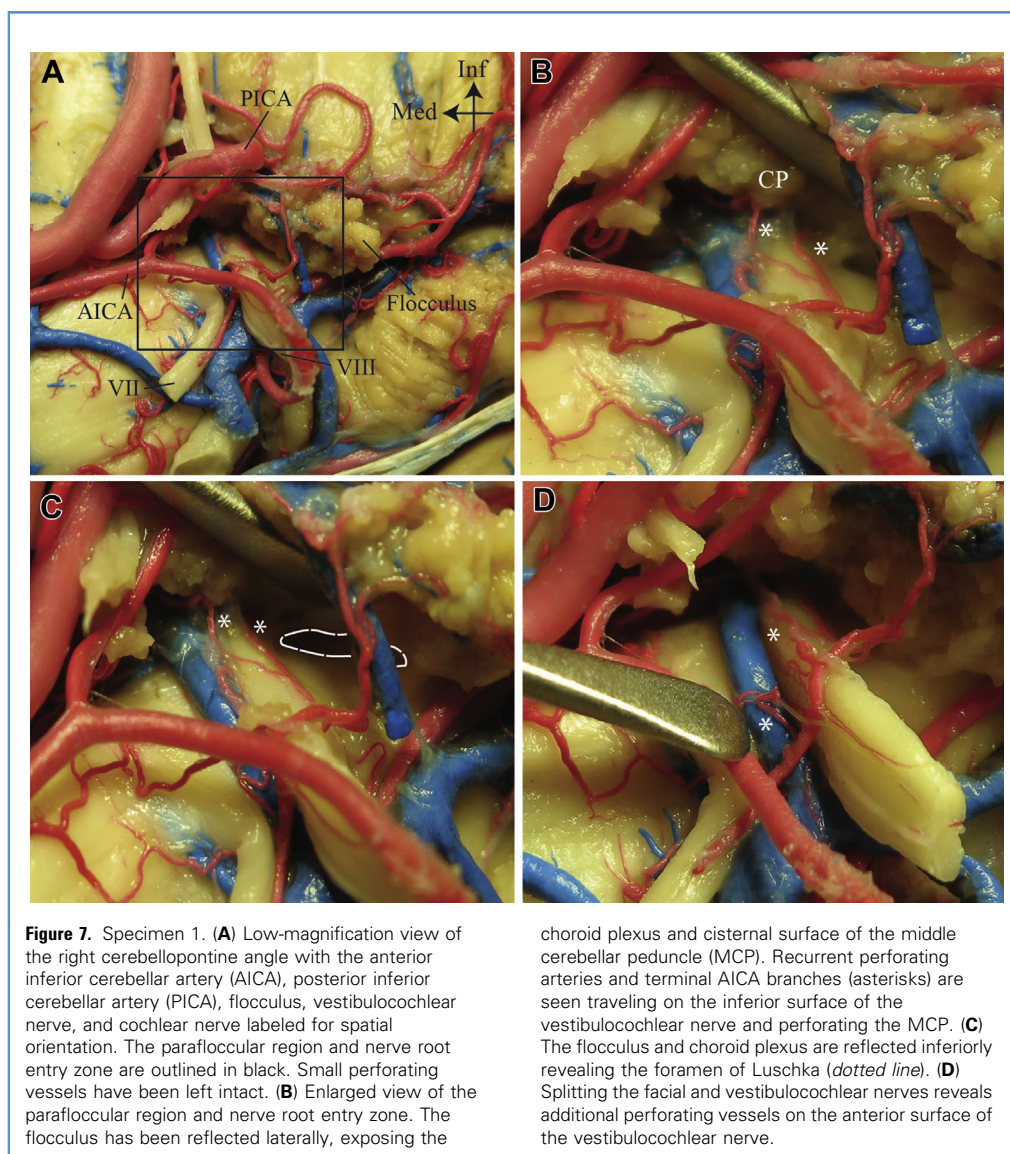 A
Inf
Med
PICA
AICA
Flocculus
VII
VIII
B
CP
*
*
C
*
*
D
*
*
Figure 7. Specimen 1. (A) Low-magnification view of
the right cerebellopontine angle with the anterior
inferior cerebellar artery (AICA), posterior inferior
cerebellar artery (PICA), flocculus, vestibulocochlear
nerve, and cochlear nerve labeled for spatial
orientation. The parafloccular region and nerve root
entry zone are outlined in black. Small perforating
vessels have been left intact. (B) Enlarged view of the
parafloccular region and nerve root entry zone. The
flocculus has been reflected laterally, exposing the
choroid plexus and cisternal surface of the middle
cerebellar peduncle (MCP). Recurrent perforating
arteries and terminal AICA branches (asterisks) are
seen traveling on the inferior surface of the
vestibulocochlear nerve and perforating the MCP. (C)
The flocculus and choroid plexus are reflected inferiorly
revealing the foramen of Luschka (dotted line). (D)
Splitting the facial and vestibulocochlear nerves reveals
additional perforating vessels on the anterior surface of
the vestibulocochlear nerve.